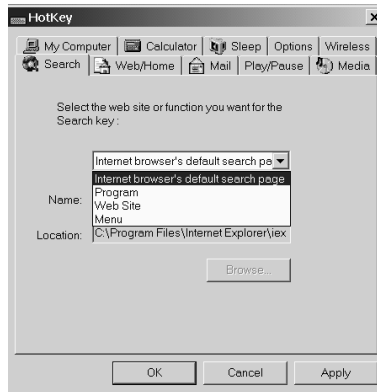 HotKey
My Computer Calculator Sleep Options Wireless
Search Web/Home Mail Play/Pause Media
Select the web site or function you want for the
Search key :
Internet browser's default search pa
Internet browser's default search page
Program
Name:
Web Site
Menu
Location: C:\Program Files\Internet Explorer\iex
Browse...
OK Cancel Apply